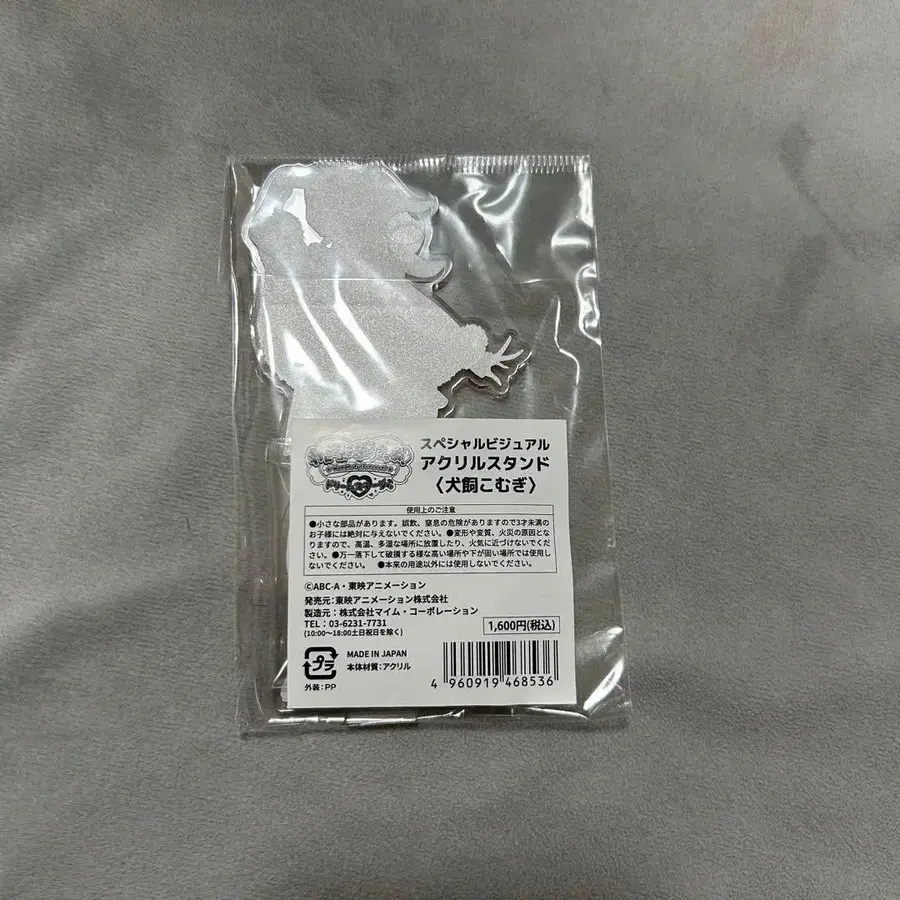 ドリームステージ♪
スペシャルビジュアル
アクリルスタンド
〈犬飼こむぎ〉
使用上のご注意
●小さな部品があります。誤飲、窒息の危険がありますので3才未満の
お子様には絶対に与えないでください。●変形や変質、火災の原因とな
りますので、高温、多湿な場所に放置したり、火気に近づけないでくだ
さい。●万一落下して破損する様な高い場所や下が固い場所では使用し
ないでください。 ●本来の用途以外には使用しないでください。
©ABC-A・東映アニメーション
発売元:東映アニメーション株式会社
製造元：株式会社マイム・コーポレーション
TEL：03-6231-7731
(10:00～18:00土日祝日を除く)
1,600円(税込)
プラ
外装：PP
MADE IN JAPAN
本体材質：アクリル
4 960919 468536